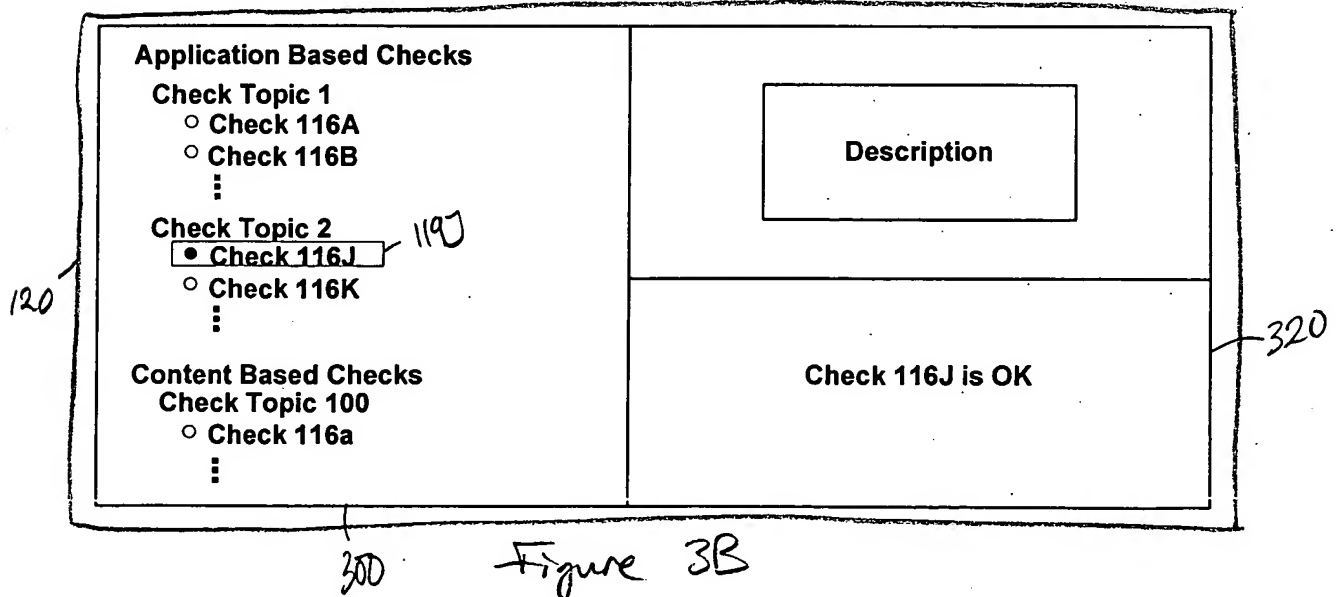 Application Based Checks
Check Topic 1
Check 116A
Check 116B
Check Topic 2
Check 116J
119J
Check 116K
Content Based Checks
Check Topic 100
Check 116a
Description
Check 116J is OK
120
320
300
Figure 3B